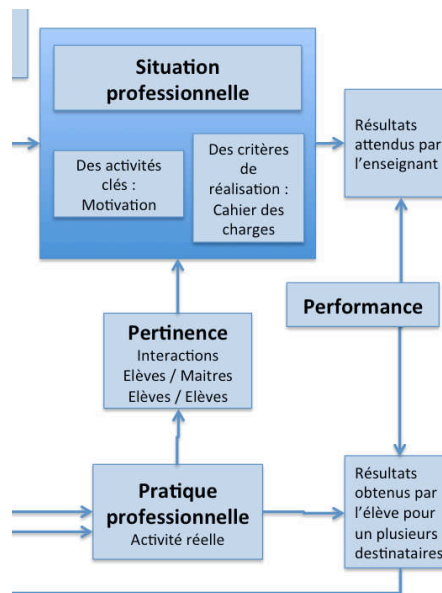 Situation
professionnelle
Des activités
clés :
Motivation
Des critères
de
réalisation :
Cahier des
charges
Résultats
attendus par
l'enseignant
Pertinence
Interactions
Elèves / Maitres
Elèves / Elèves
Performance
Pratique
professionnelle
Activité réelle
Résultats
obtenus par
l'élève pour
un plusieurs
destinataires